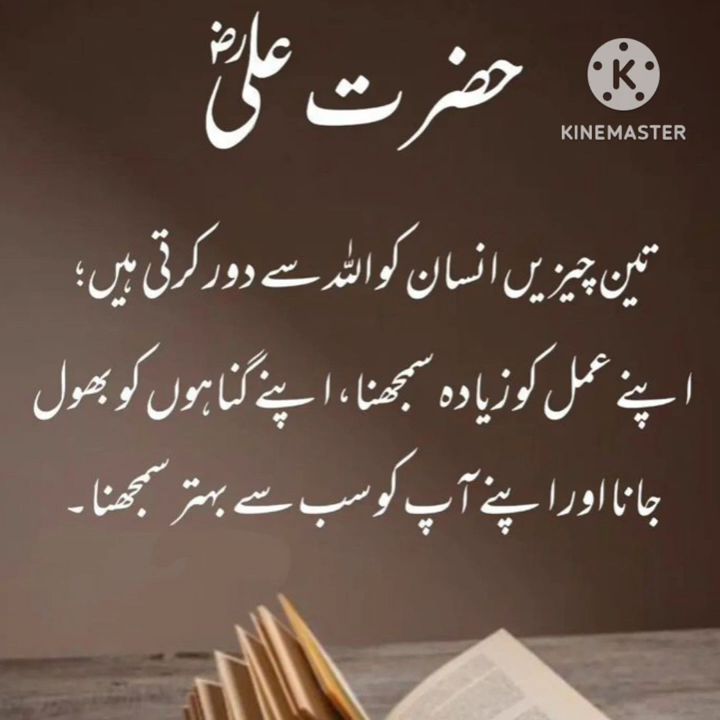 حضرت علیؓ
KINEMASTER
تین چیزیں انسان کو اللہ سے دور کرتی ہیں؛
اپنے عمل کو زیادہ سمجھنا، اپنے گناہوں کو بھول
جانا اور اپنے آپ کو سب سے بہتر سمجھنا۔